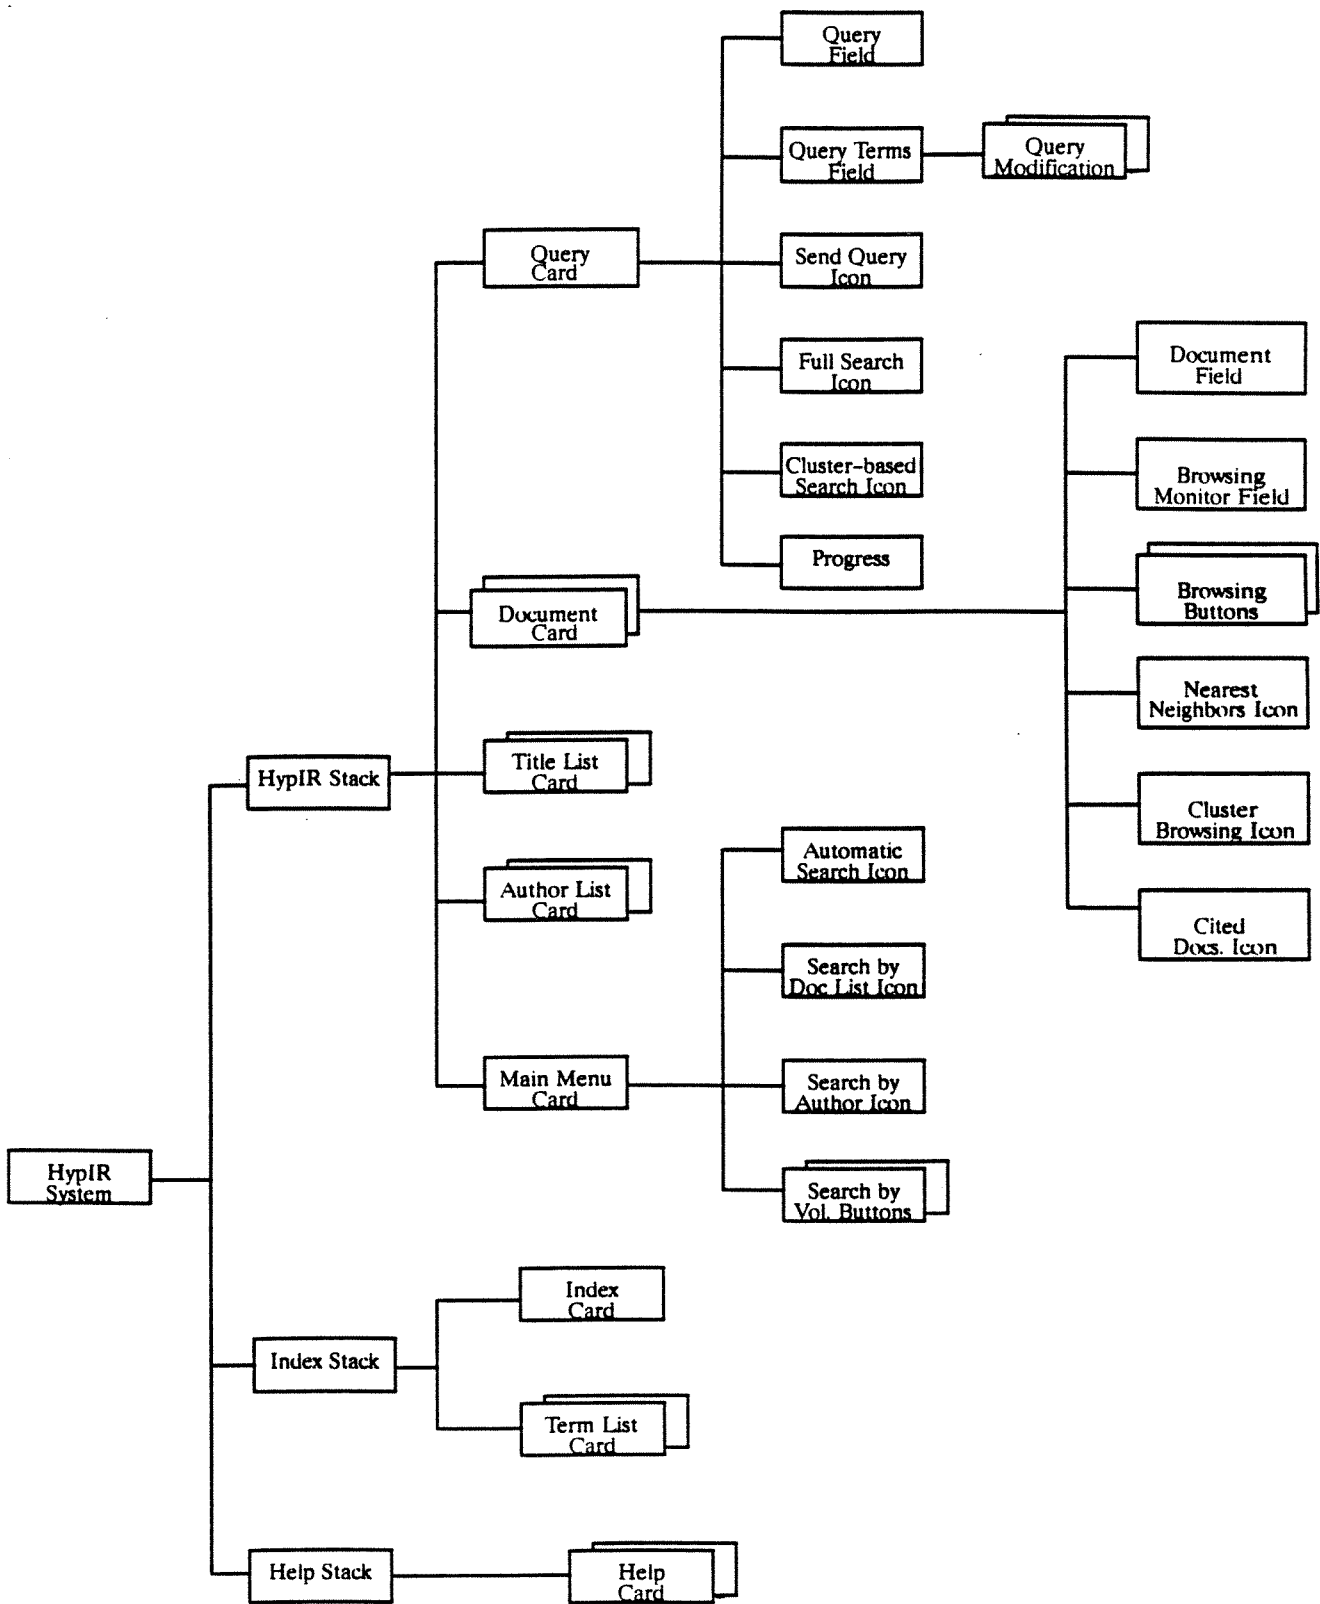 Query
Field
Query Terms
Field
Query
Modification
Query
Card
Send Query
Icon
Full Search
Icon
Document
Field
Cluster-based
Search Icon
Browsing
Monitor Field
Progress
Document
Card
Browsing
Buttons
Nearest
Neighbors Icon
HypIR Stack
Title List
Card
Cluster
Browsing Icon
Automatic
Search Icon
Author List
Card
Cited
Docs. Icon
Search by
Doc List Icon
Main Menu
Card
Search by
Author Icon
HypIR
System
Search by
Vol. Buttons
Index
Card
Index Stack
Term List
Card
Help Stack
Help
Card